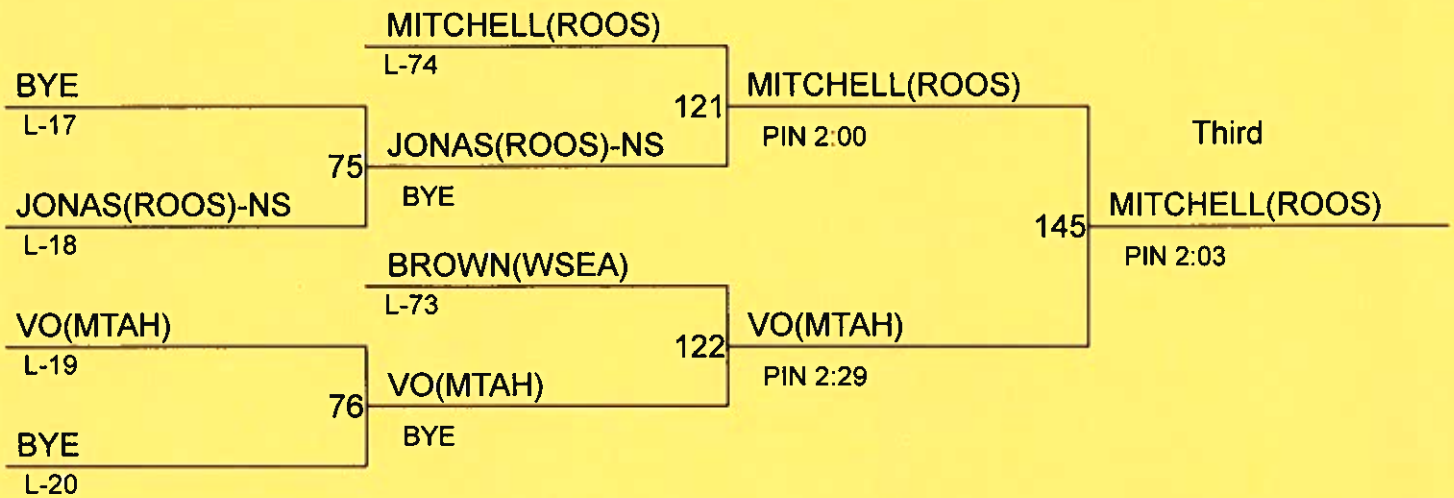 MITCHELL(ROOS)
L-74
BYE
L-17
121
MITCHELL(ROOS)
PIN 2:00
Third
75
JONAS(ROOS)-NS
BYE
JONAS(ROOS)-NS
L-18
145
MITCHELL(ROOS)
PIN 2:03
BROWN(WSEA)
L-73
VO(MTAH)
L-19
122
VO(MTAH)
PIN 2:29
76
VO(MTAH)
BYE
BYE
L-20